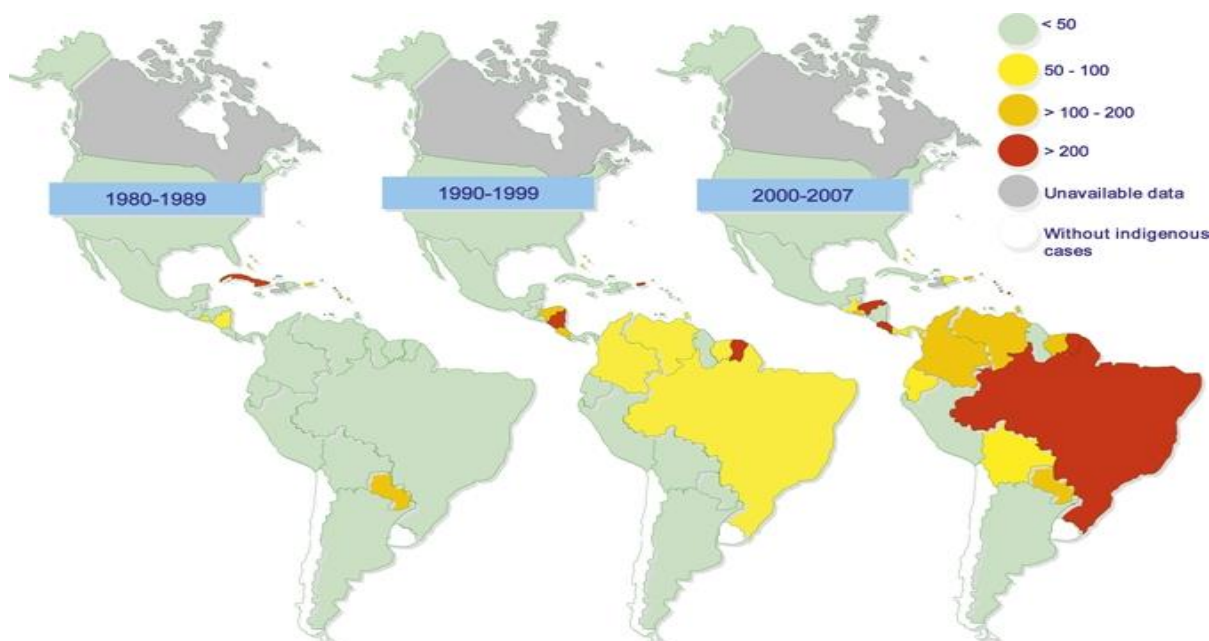 1980-1989
1990-1999
2000-2007
< 50
50 - 100
> 100 - 200
> 200
Unavailable data
Without indigenous
cases